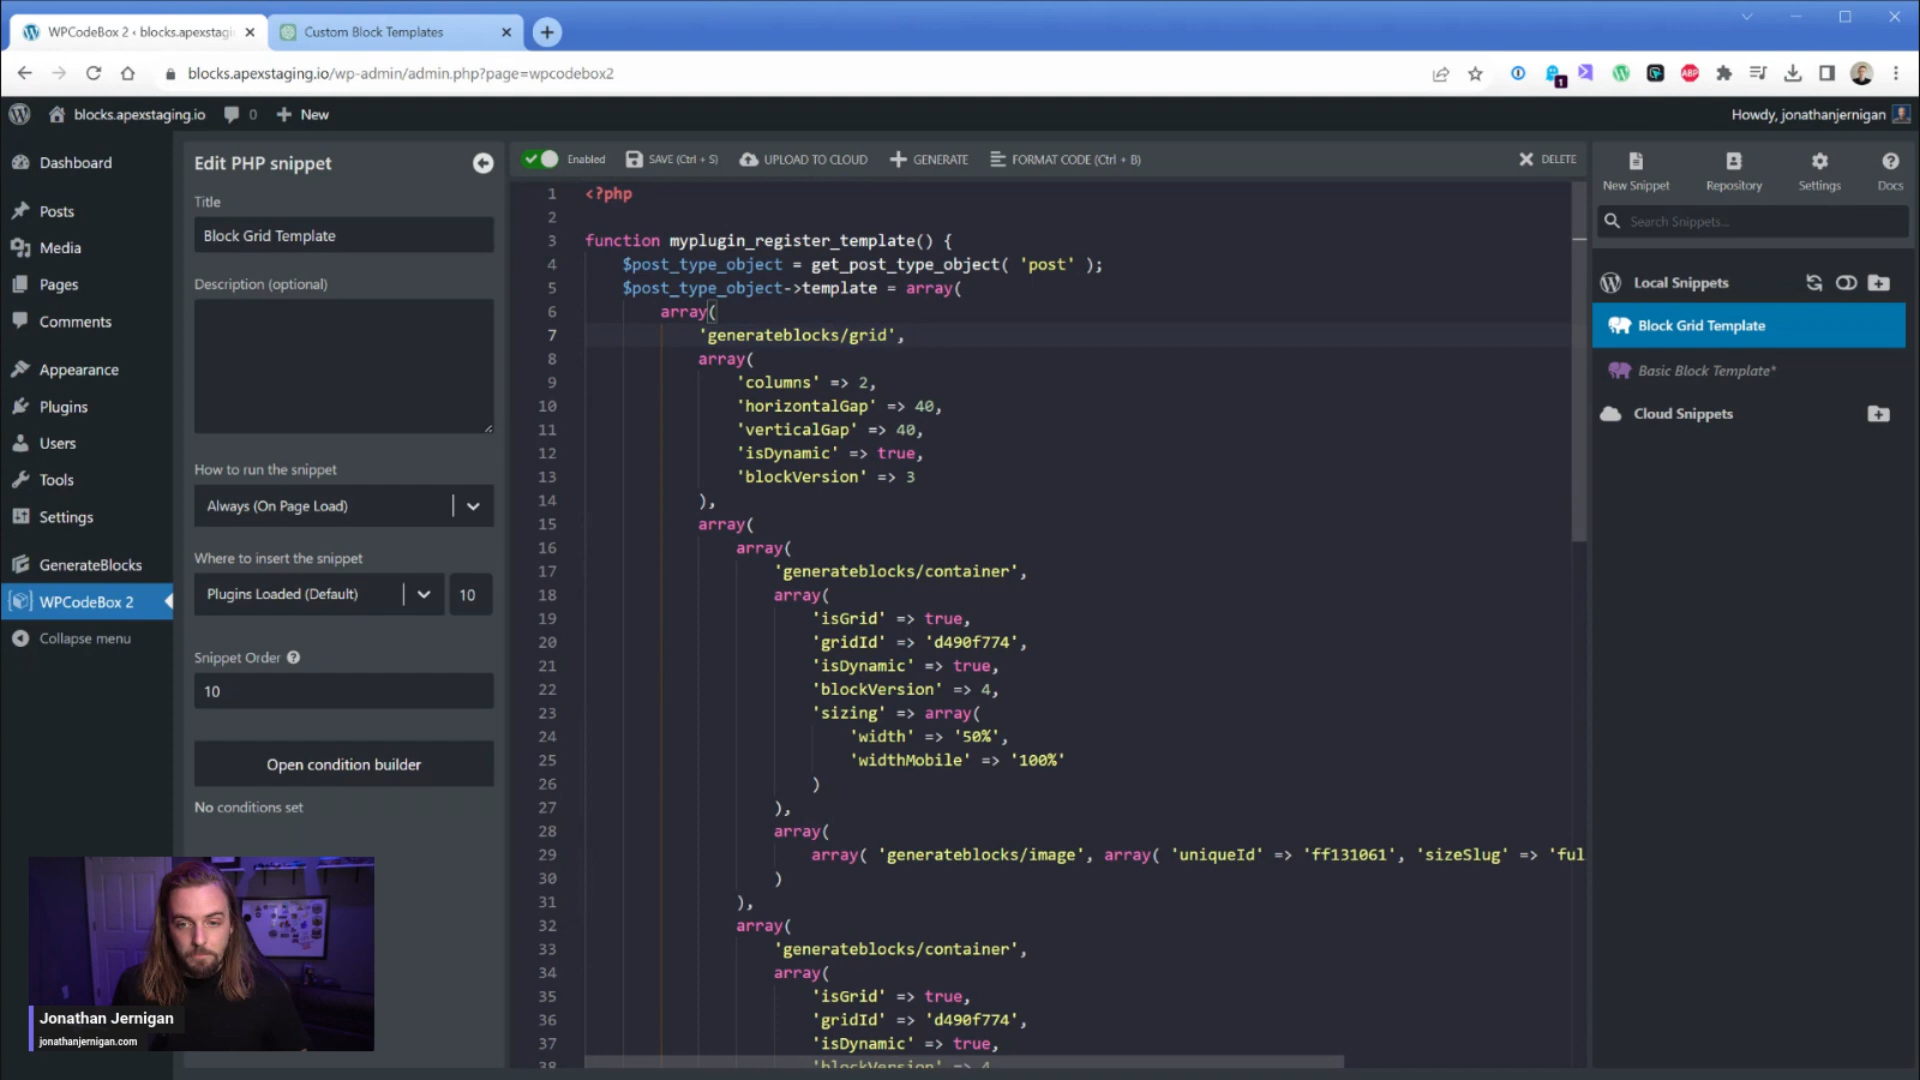 WPCodeBox 2 ‹ blocks.apexstagi
Custom Block Templates
blocks.apexstaging.io/wp-admin/admin.php?page=wpcodebox2
ABP
1
blocks.apexstaging.io
0
New
Howdy, jonathanjernigan
Dashboard
Posts
Media
Pages
Comments
Appearance
Plugins
Users
Tools
Settings
GenerateBlocks
WPCodeBox 2
Collapse menu
Edit PHP snippet
Title
Block Grid Template
Description (optional)
How to run the snippet
Always (On Page Load)
Where to insert the snippet
Plugins Loaded (Default)
10
Snippet Order
10
Open condition builder
No conditions set
Enabled
SAVE (Ctrl + S)
UPLOAD TO CLOUD
GENERATE
FORMAT CODE (Ctrl + B)
DELETE
1 <?php
2
3 function myplugin_register_template() {
4 $post_type_object = get_post_type_object( 'post' );
5 $post_type_object->template = array(
6 array(
7 'generateblocks/grid',
8 array(
9 'columns' => 2,
10 'horizontalGap' => 40,
11 'verticalGap' => 40,
12 'isDynamic' => true,
13 'blockVersion' => 3
14 ),
15 array(
16 array(
17 'generateblocks/container',
18 array(
19 'isGrid' => true,
20 'gridId' => 'd490f774',
21 'isDynamic' => true,
22 'blockVersion' => 4,
23 'sizing' => array(
24 'width' => '50%',
25 'widthMobile' => '100%'
26 )
27 ),
28 array(
29 array( 'generateblocks/image', array( 'uniqueId' => 'ff131061', 'sizeSlug' => 'ful
30 )
31 ),
32 array(
33 'generateblocks/container',
34 array(
35 'isGrid' => true,
36 'gridId' => 'd490f774',
37 'isDynamic' => true,
38 'blockVersion' => 4
New Snippet
Repository
Settings
Docs
Search Snippets...
Local Snippets
Block Grid Template
Basic Block Template*
Cloud Snippets
Jonathan Jernigan
jonathanjernigan.com